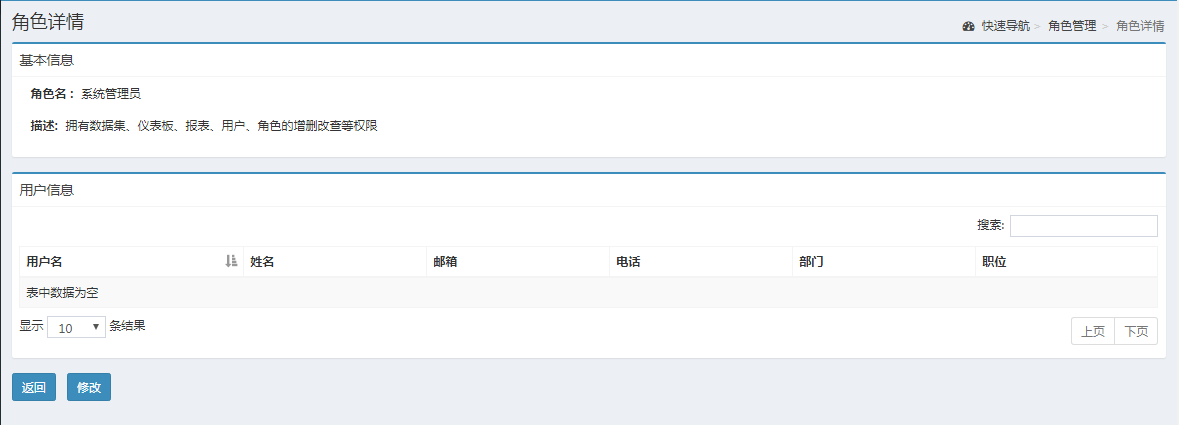 角色详情
快速导航 > 角色管理 > 角色详情
基本信息
角色名： 系统管理员
描述: 拥有数据集、仪表板、报表、用户、角色的增删改查等权限
用户信息
搜索:
用户名 姓名 邮箱 电话 部门 职位
表中数据为空
显示 10 条结果 上页 下页
返回 修改